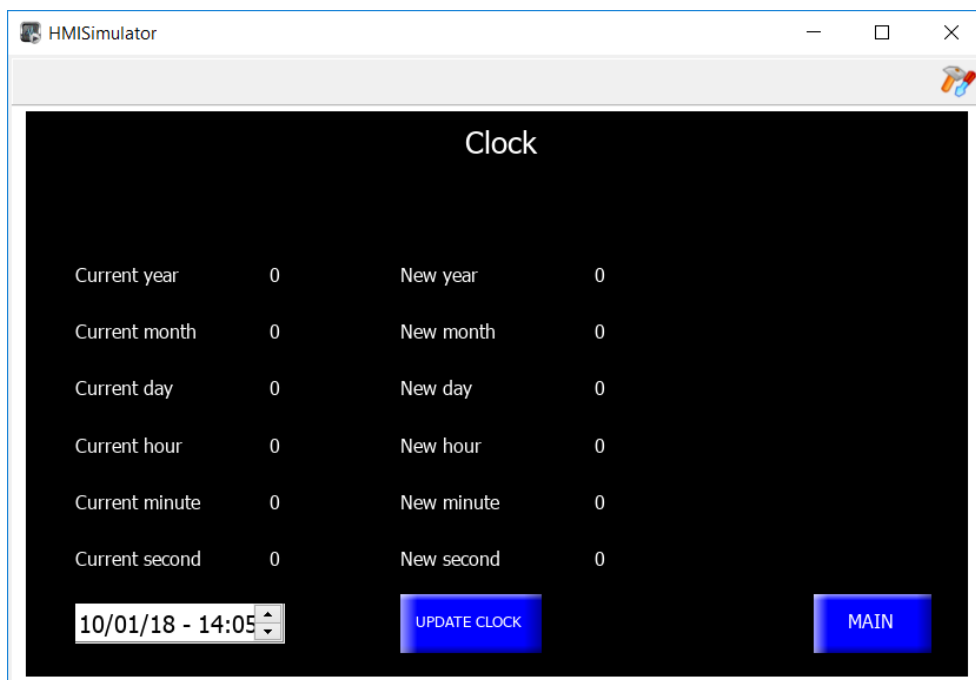 HMISimulator
Clock
Current year 0 New year 0
Current month 0 New month 0
Current day 0 New day 0
Current hour 0 New hour 0
Current minute 0 New minute 0
Current second 0 New second 0
10/01/18 - 14:05 UPDATE CLOCK MAIN